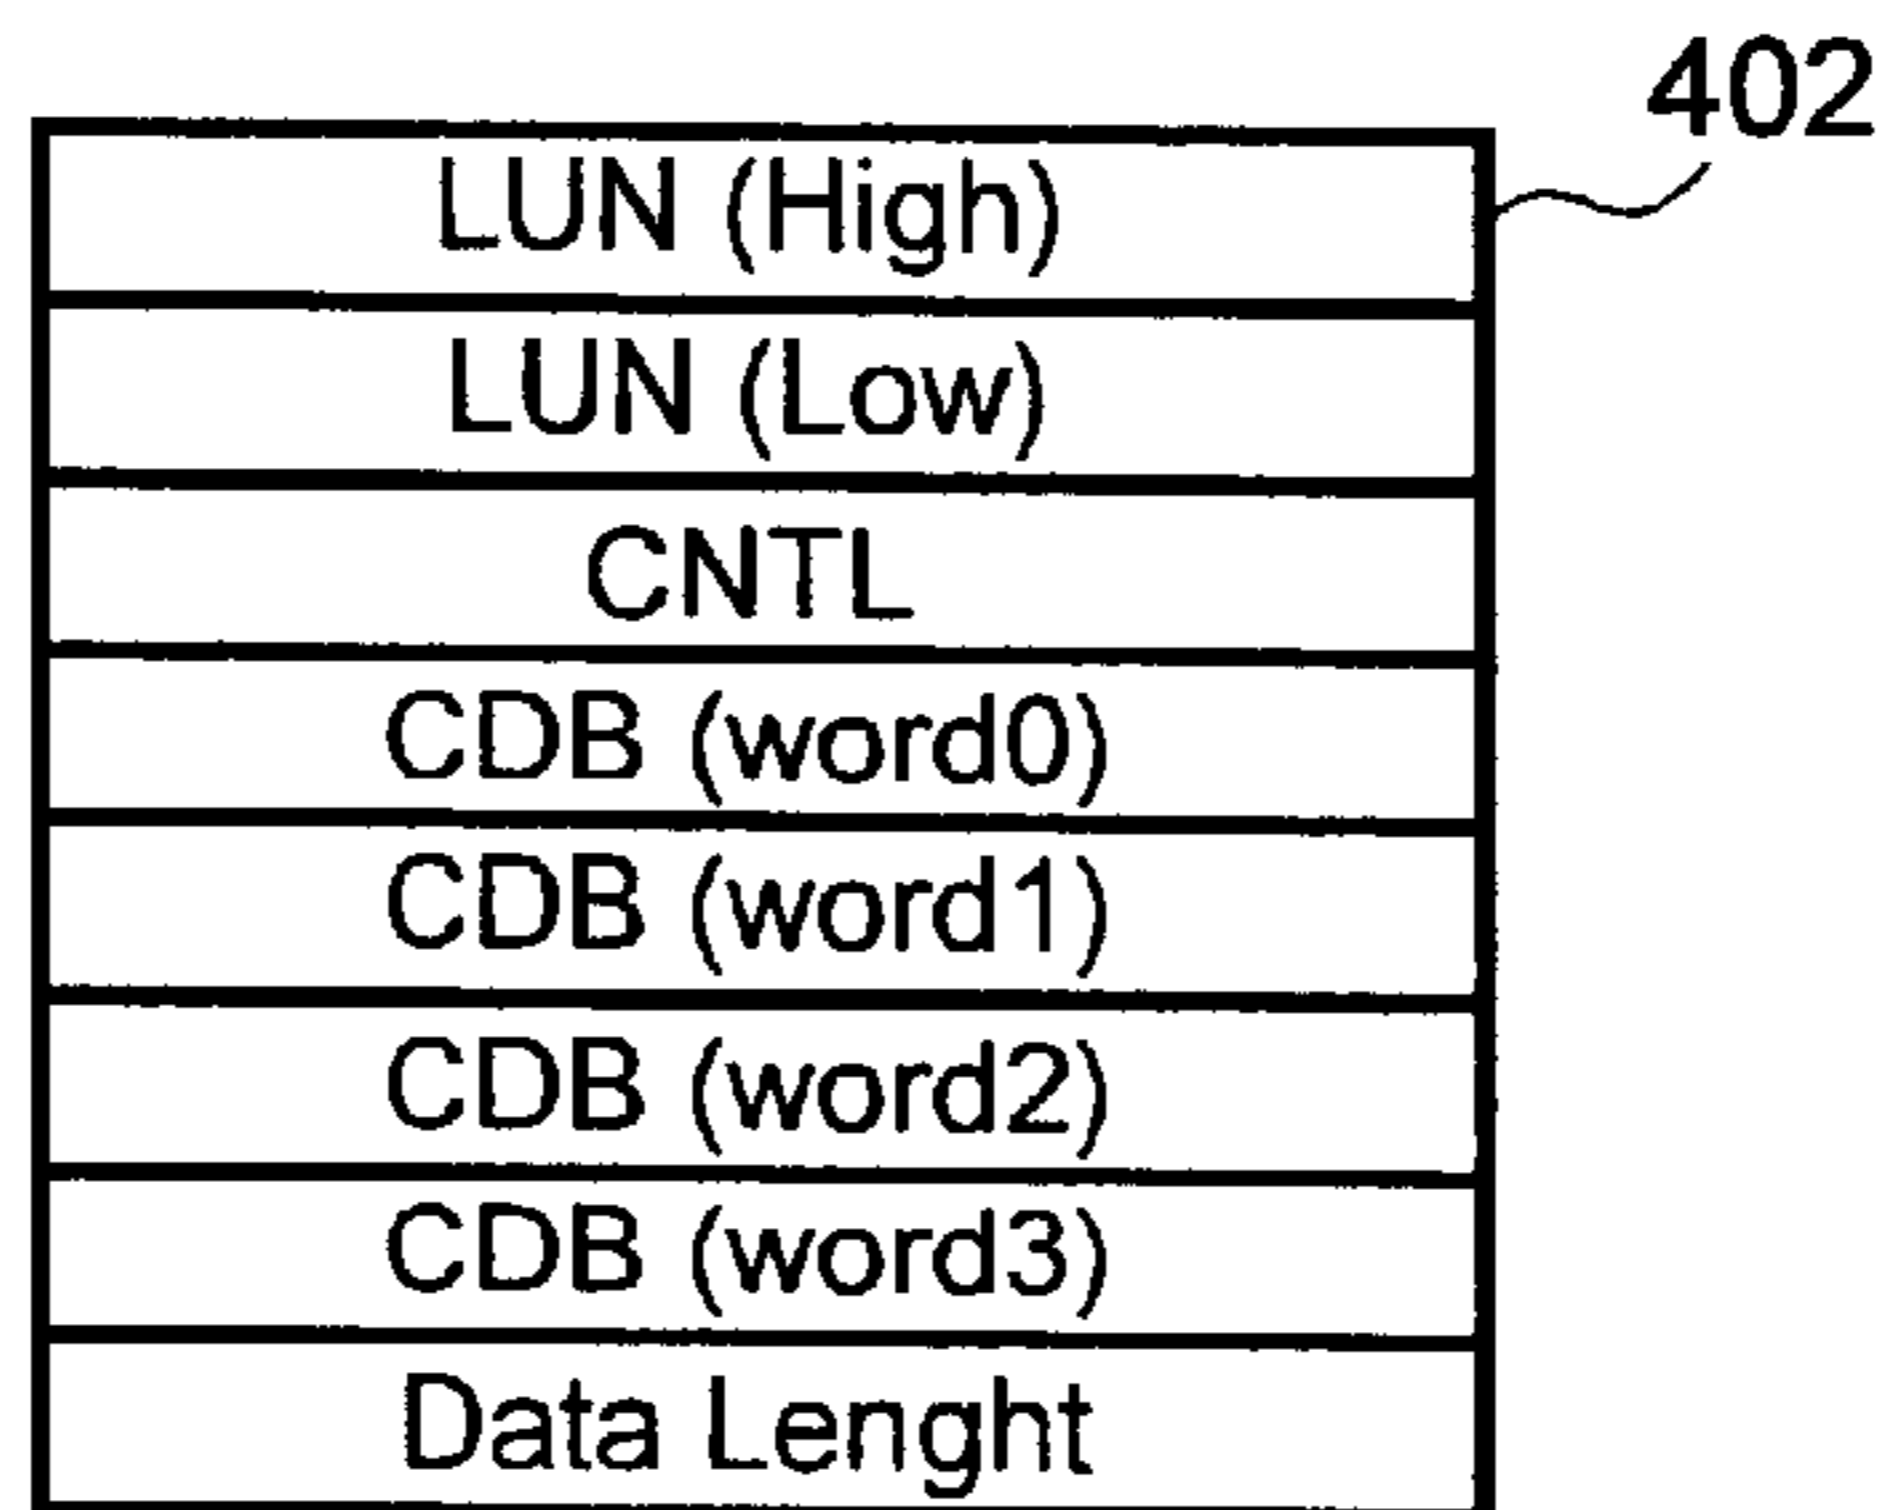 402
LUN (High)
LUN (Low)
CNTL
CDB (word0)
CDB (word1)
CDB (word2)
CDB (word3)
Data Lenght